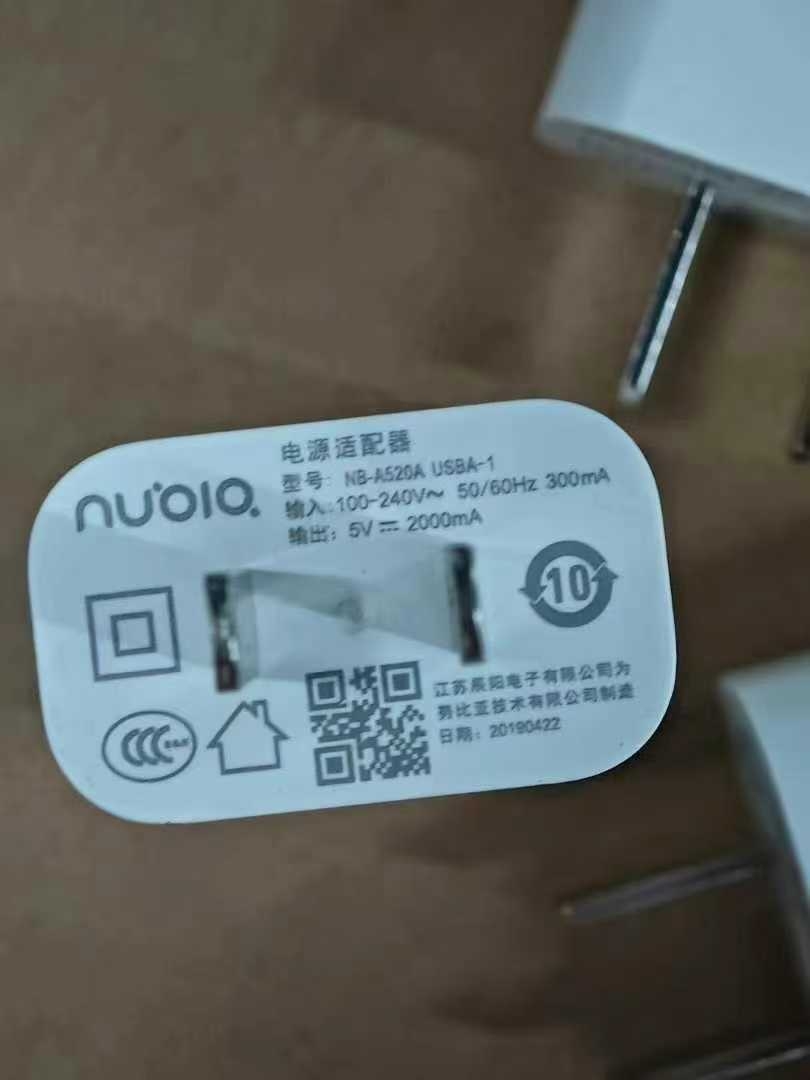 nubia
电源适配器
型号: NB-A520A USBA-1
输入:100-240V~ 50/60Hz 300mA
输出: 5V ⎓ 2000mA
10
CCC
江苏辰阳电子有限公司为
努比亚技术有限公司制造
日期: 20190422